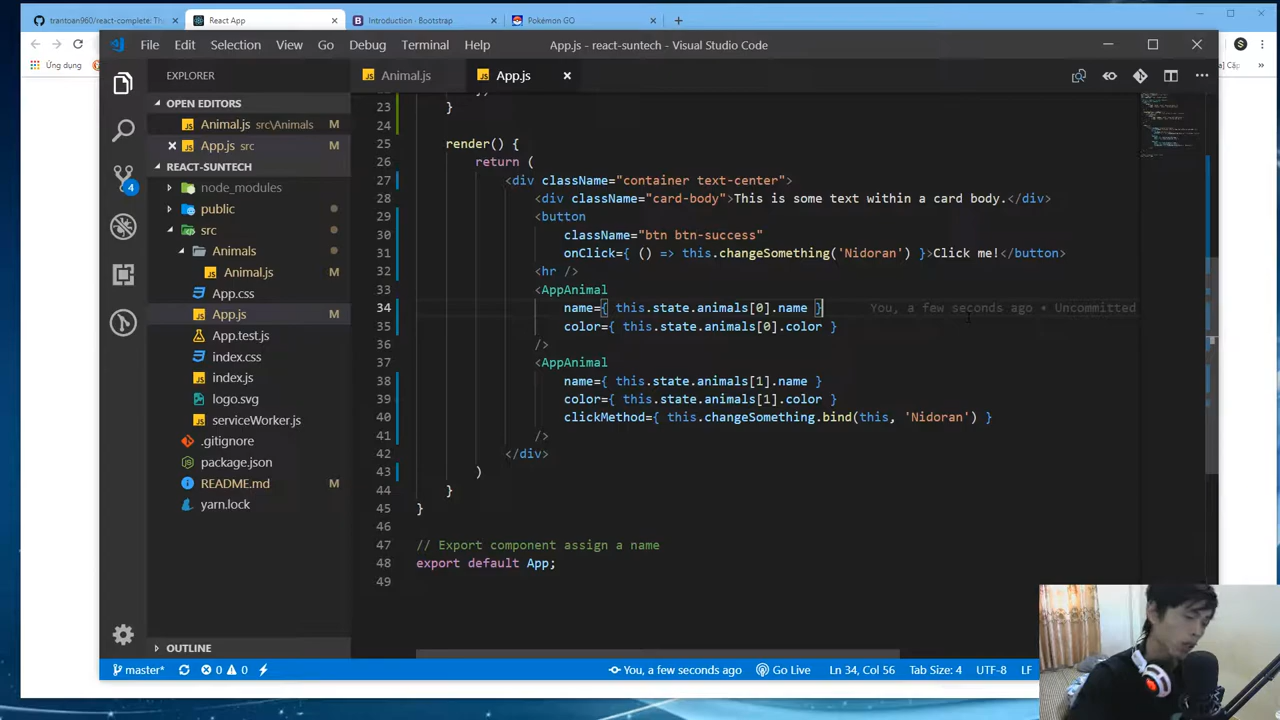 trantoan960/react-complete: Th
React App
Introduction · Bootstrap
Pokémon GO
Ứng dụng
] Cập
»
File Edit Selection View Go Debug Terminal Help
App.js - react-suntech - Visual Studio Code
EXPLORER
Animal.js
App.js
OPEN EDITORS
Animal.js src\Animals M
App.js src M
REACT-SUNTECH
node_modules
public
src
Animals
Animal.js M
App.css
App.js M
App.test.js
index.css
index.js
logo.svg
serviceWorker.js
.gitignore
package.json
README.md M
yarn.lock
OUTLINE
4
23 }
24
25 render() {
26 return (
27 <div className="container text-center">
28 <div className="card-body">This is some text within a card body.</div>
29 <button
30 className="btn btn-success"
31 onClick={ () => this.changeSomething('Nidoran') }>Click me!</button>
32 <hr />
33 <AppAnimal
34 name={ this.state.animals[0].name } You, a few seconds ago • Uncommitted
35 color={ this.state.animals[0].color }
36 />
37 <AppAnimal
38 name={ this.state.animals[1].name }
39 color={ this.state.animals[1].color }
40 clickMethod={ this.changeSomething.bind(this, 'Nidoran') }
41 />
42 </div>
43 )
44 }
45 }
46
47 // Export component assign a name
48 export default App;
49
master* 0 0 You, a few seconds ago Go Live Ln 34, Col 56 Tab Size: 4 UTF-8 LF